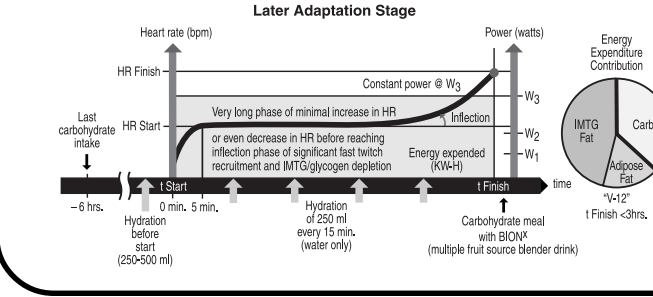 Later Adaptation Stage
Heart rate (bpm)
Power (watts)
Energy
Expenditure
Contribution
HR Finish
Constant power @ W3
W3
Last
carbohydrate
intake
HR Start
Very long phase of minimal increase in HR
Inflection
or even decrease in HR before reaching
inflection phase of significant fast twitch
recruitment and IMTG/glycogen depletion
Energy expended
(KW-H)
W2
W1
IMTG
Fat
Carb
Adipose
Fat
t Start
t Finish
time
– 6 hrs.
0 min.
5 min.
"V-12"
t Finish <3hrs.
Hydration
before
start
(250-500 ml)
Hydration
of 250 ml
every 15 min.
(water only)
Carbohydrate meal
with BIONX
(multiple fruit source blender drink)